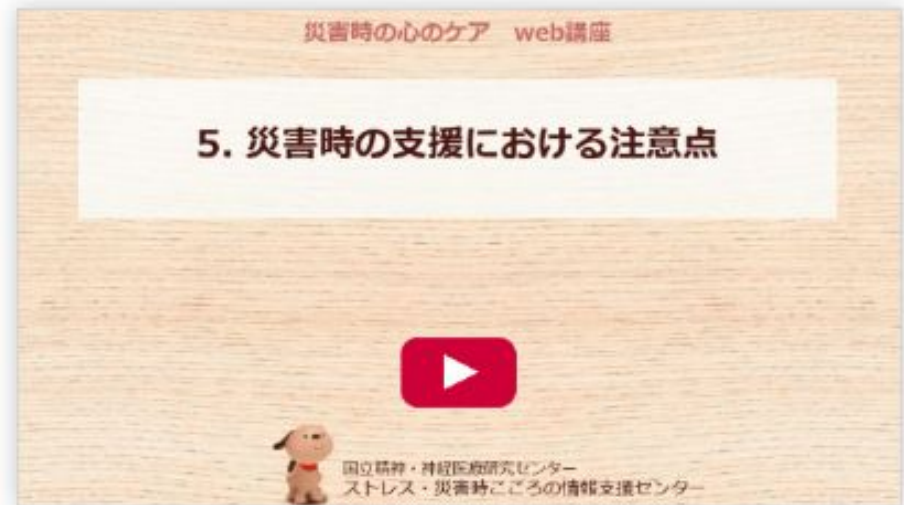 災害時の心のケア　web講座
5. 災害時の支援における注意点
国立精神・神経医療研究センター
ストレス・災害時こころの情報支援センター